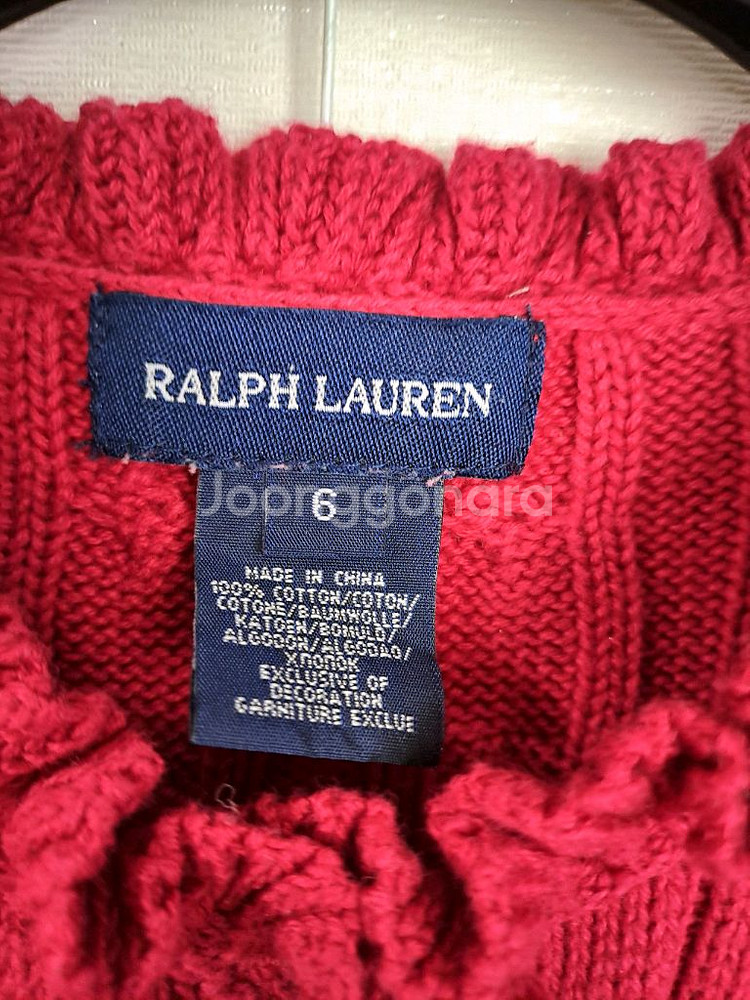 RALPH LAUREN
6
Joonggonara
MADE IN CHINA
100% COTTON/COTON/
COTONE/BAUMWOLLE/
KATOEN/BOMULD/
ALGODON/ALGODAO/
ХЛОПОК
EXCLUSIVE OF
DECORATION
GARNITURE EXCLUE